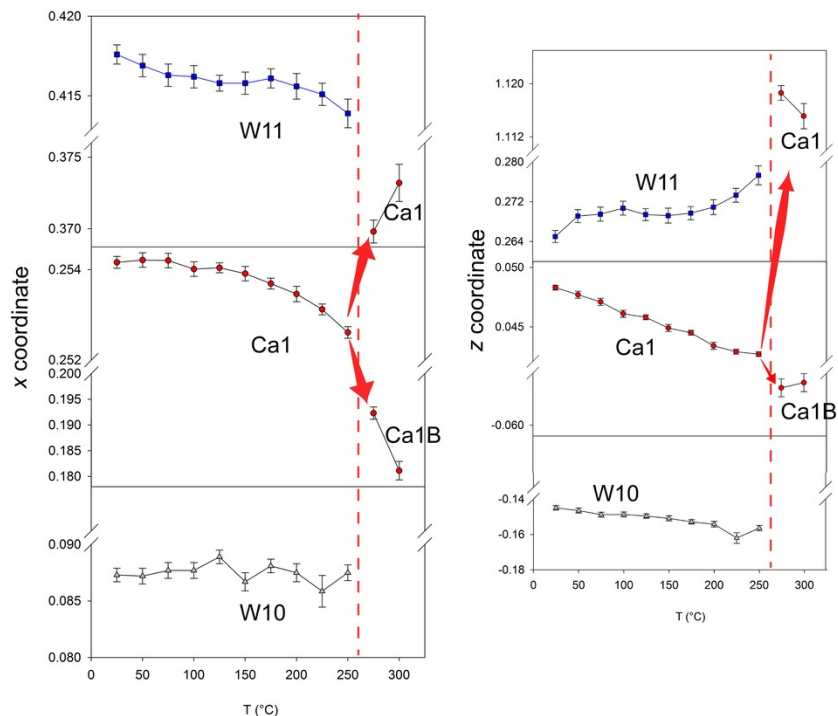 0.420
0.415
W11
0.375
0.370
Ca1
0.254
Ca1
0.252
0.200
0.195
Ca1B
0.190
0.185
0.180
0.090
0.085
W10
0.080
0 50 100 150 200 250 300
T (°C)
x coordinate
1.120
1.112
Ca1
0.280
W11
0.272
0.264
0.050
0.045
Ca1
Ca1B
-0.060
W10
-0.14
-0.16
-0.18
0 50 100 150 200 250 300
T (°C)
z coordinate